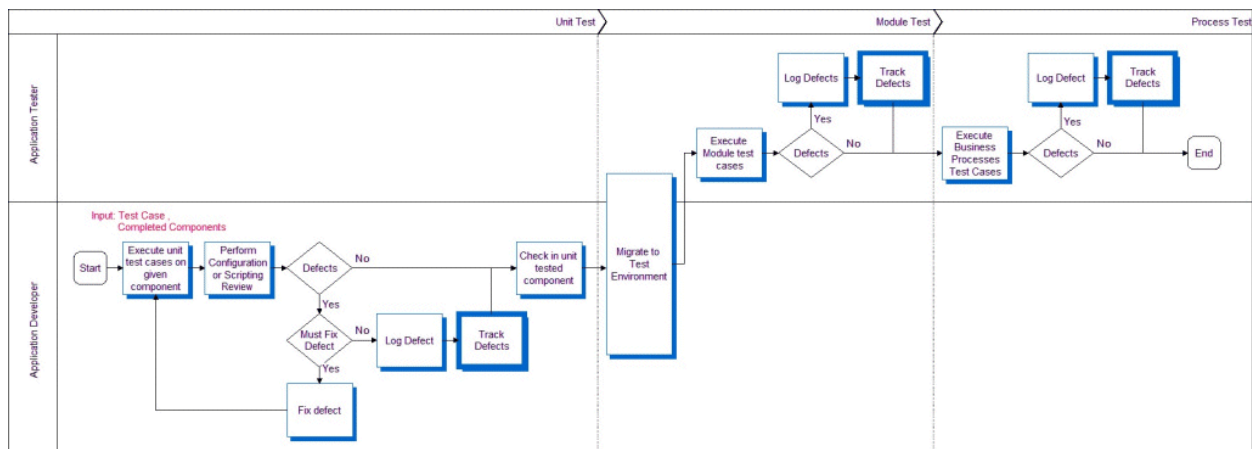 Unit Test
Module Test
Process Test
Application Tester
Log Defects
Track
Defects
Yes
Execute
Module test
cases
Defects
No
Log Defect
Track
Defects
Yes
Execute
Business
Processes
Test Cases
Defects
No
End
Application Developer
Input: Test Case ,
Completed Components
Start
Execute unit
test cases on
given
component
Perform
Configuration
or Scripting
Review
Defects
No
Yes
Check in unit
tested
component
Migrate to
Test
Environment
Must Fix
Defect
No
Log Defect
Track
Defects
Yes
Fix defect